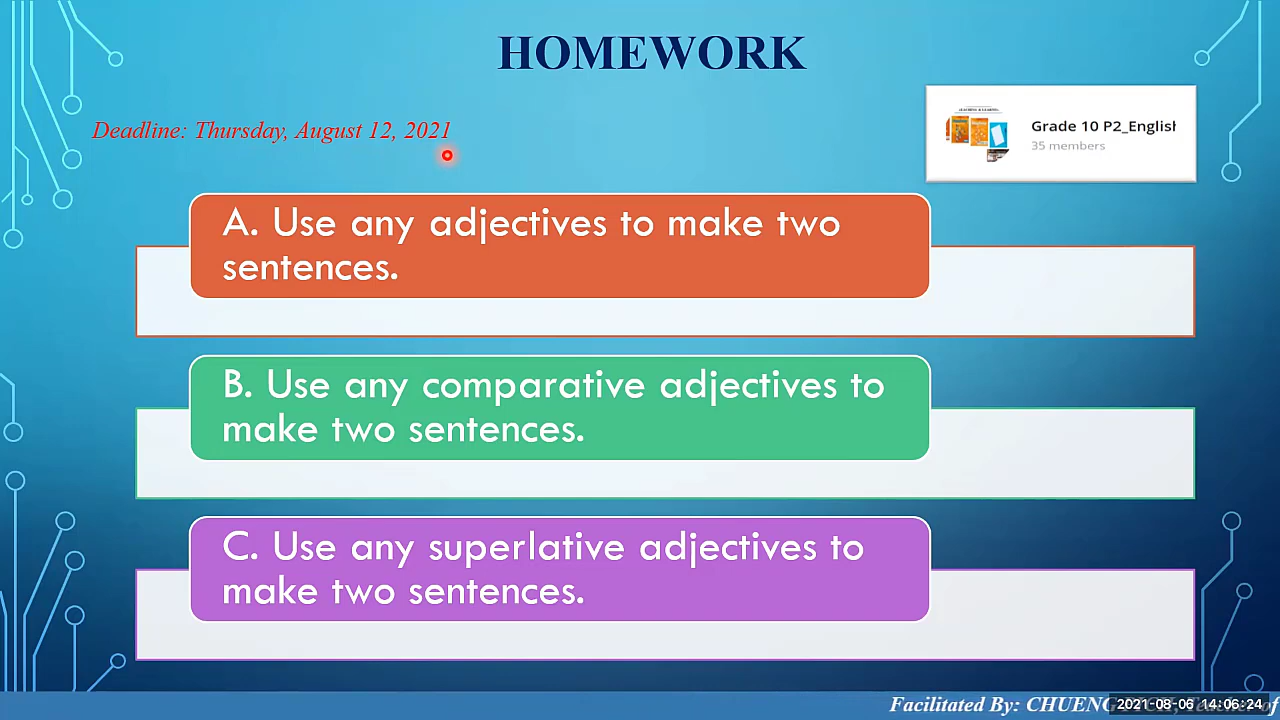 HOMEWORK
Deadline: Thursday, August 12, 2021
Grade 10 P2_English
35 members
A. Use any adjectives to make two
sentences.
B. Use any comparative adjectives to
make two sentences.
C. Use any superlative adjectives to
make two sentences.
Facilitated By: CHUENG
2021-08-06 14:06:24